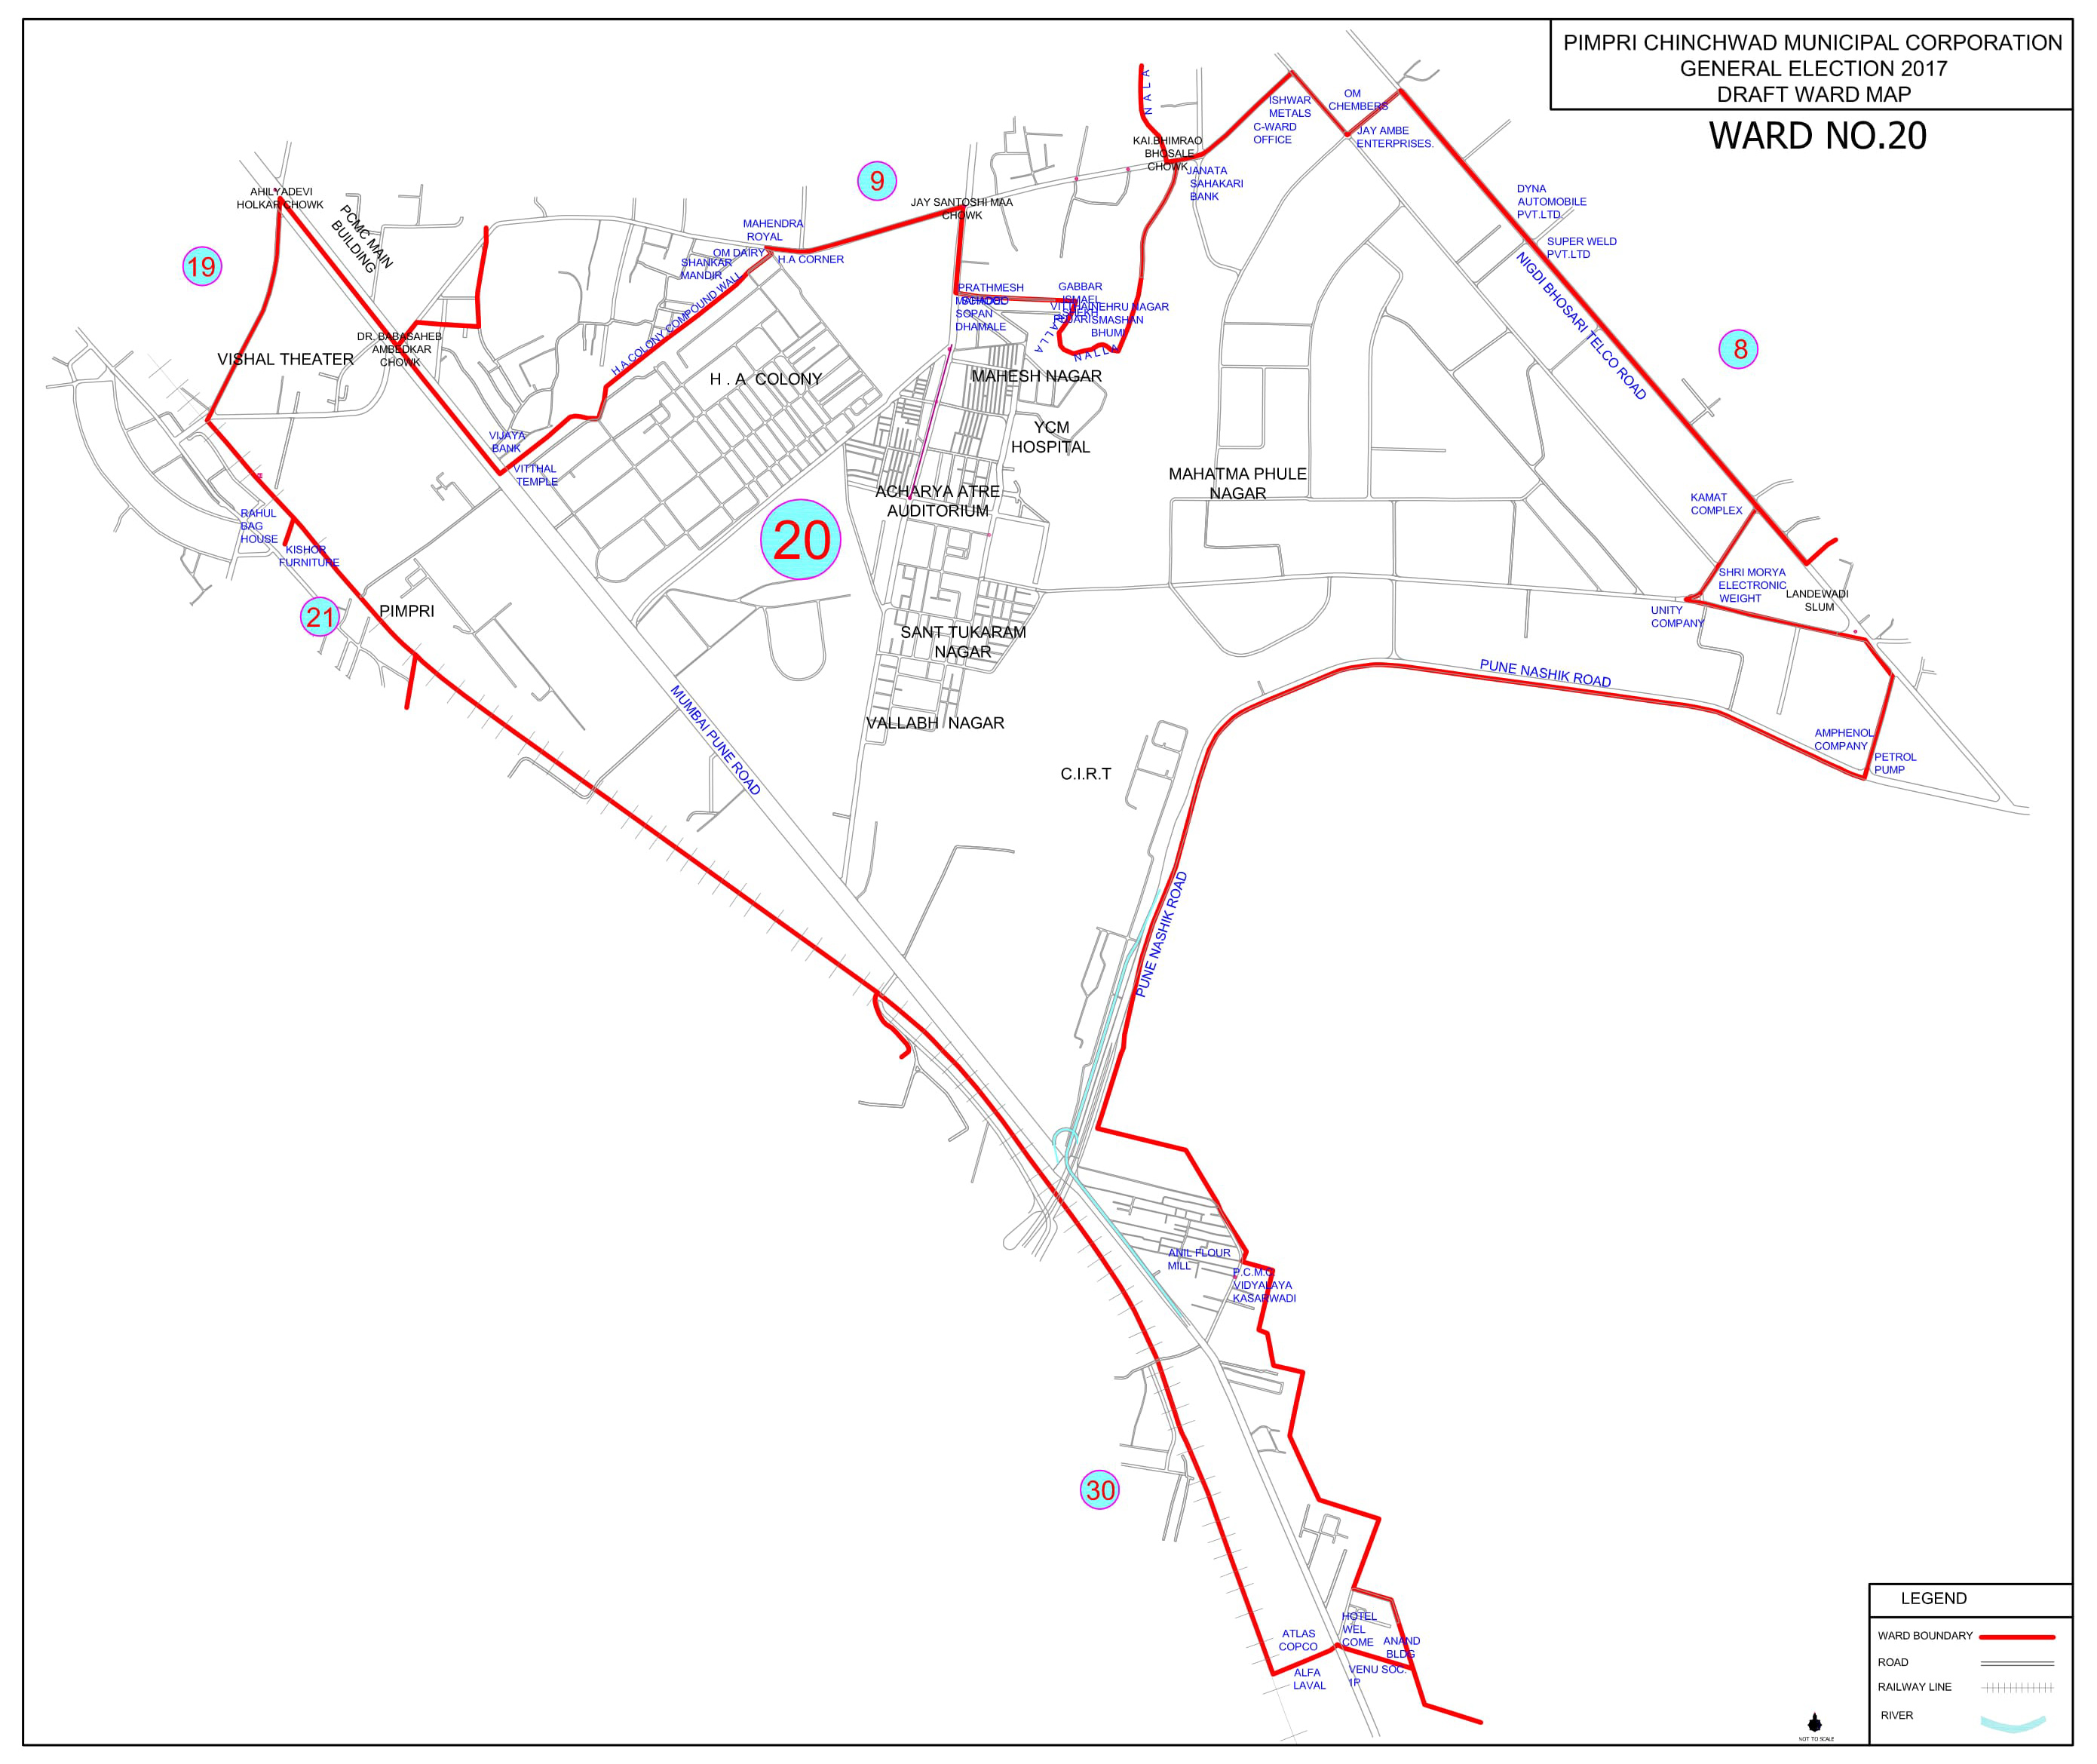 PIMPRI CHINCHWAD MUNICIPAL CORPORATION
GENERAL ELECTION 2017
DRAFT WARD MAP
WARD NO.20
NALA
ISHWAR
METALS
C-WARD
OFFICE
OM
CHEMBERS
JAY AMBE
ENTERPRISES.
KAI.BHIMRAO
BHOSALE
CHOWK
JANATA
SAHAKARI
BANK
9
AHILYADEVI
HOLKAR CHOWK
PCMC MAIN
BUILDING
JAY SANTOSHI MAA
CHOWK
DYNA
AUTOMOBILE
PVT.LTD.
SUPER WELD
PVT.LTD
NIGDI BHOSARI TELCO ROAD
MAHENDRA
ROYAL
OM DAIRY
H.A CORNER
SHANKAR
MANDIR
H.A COLONY COMPOUND WALL
19
PRATHMESH
SOPAN
DHAMALE
GABBAR
ISMAEL
SHEKH
NEHRU NAGAR
SMASHAN
BHUMI
NALLA
NALLA
8
DR. BABASAHEB
AMBEDKAR
CHOWK
VISHAL THEATER
H . A COLONY
MAHESH NAGAR
YCM
HOSPITAL
VIJAYA
BANK
VITTHAL
TEMPLE
MAHATMA PHULE
NAGAR
ACHARYA ATRE
AUDITORIUM
KAMAT
COMPLEX
RAHUL
BAG
HOUSE
KISHOR
FURNITURE
20
SHRI MORYA
ELECTRONIC
WEIGHT
LANDEWADI
SLUM
UNITY
COMPANY
21
PIMPRI
SANT TUKARAM
NAGAR
PUNE NASHIK ROAD
MUMBAI PUNE ROAD
VALLABH NAGAR
AMPHENOL
COMPANY
PETROL
PUMP
C.I.R.T
PUNE NASHIK ROAD
ANIL FLOUR
MILL
P.C.M.C
VIDYALAYA
KASARWADI
30
HOTEL
WEL
COME
ATLAS
COPCO
ANAND
BLDG
ALFA
LAVAL
VENU SOC.
1P
LEGEND
WARD BOUNDARY
ROAD
RAILWAY LINE
RIVER
NOT TO SCALE